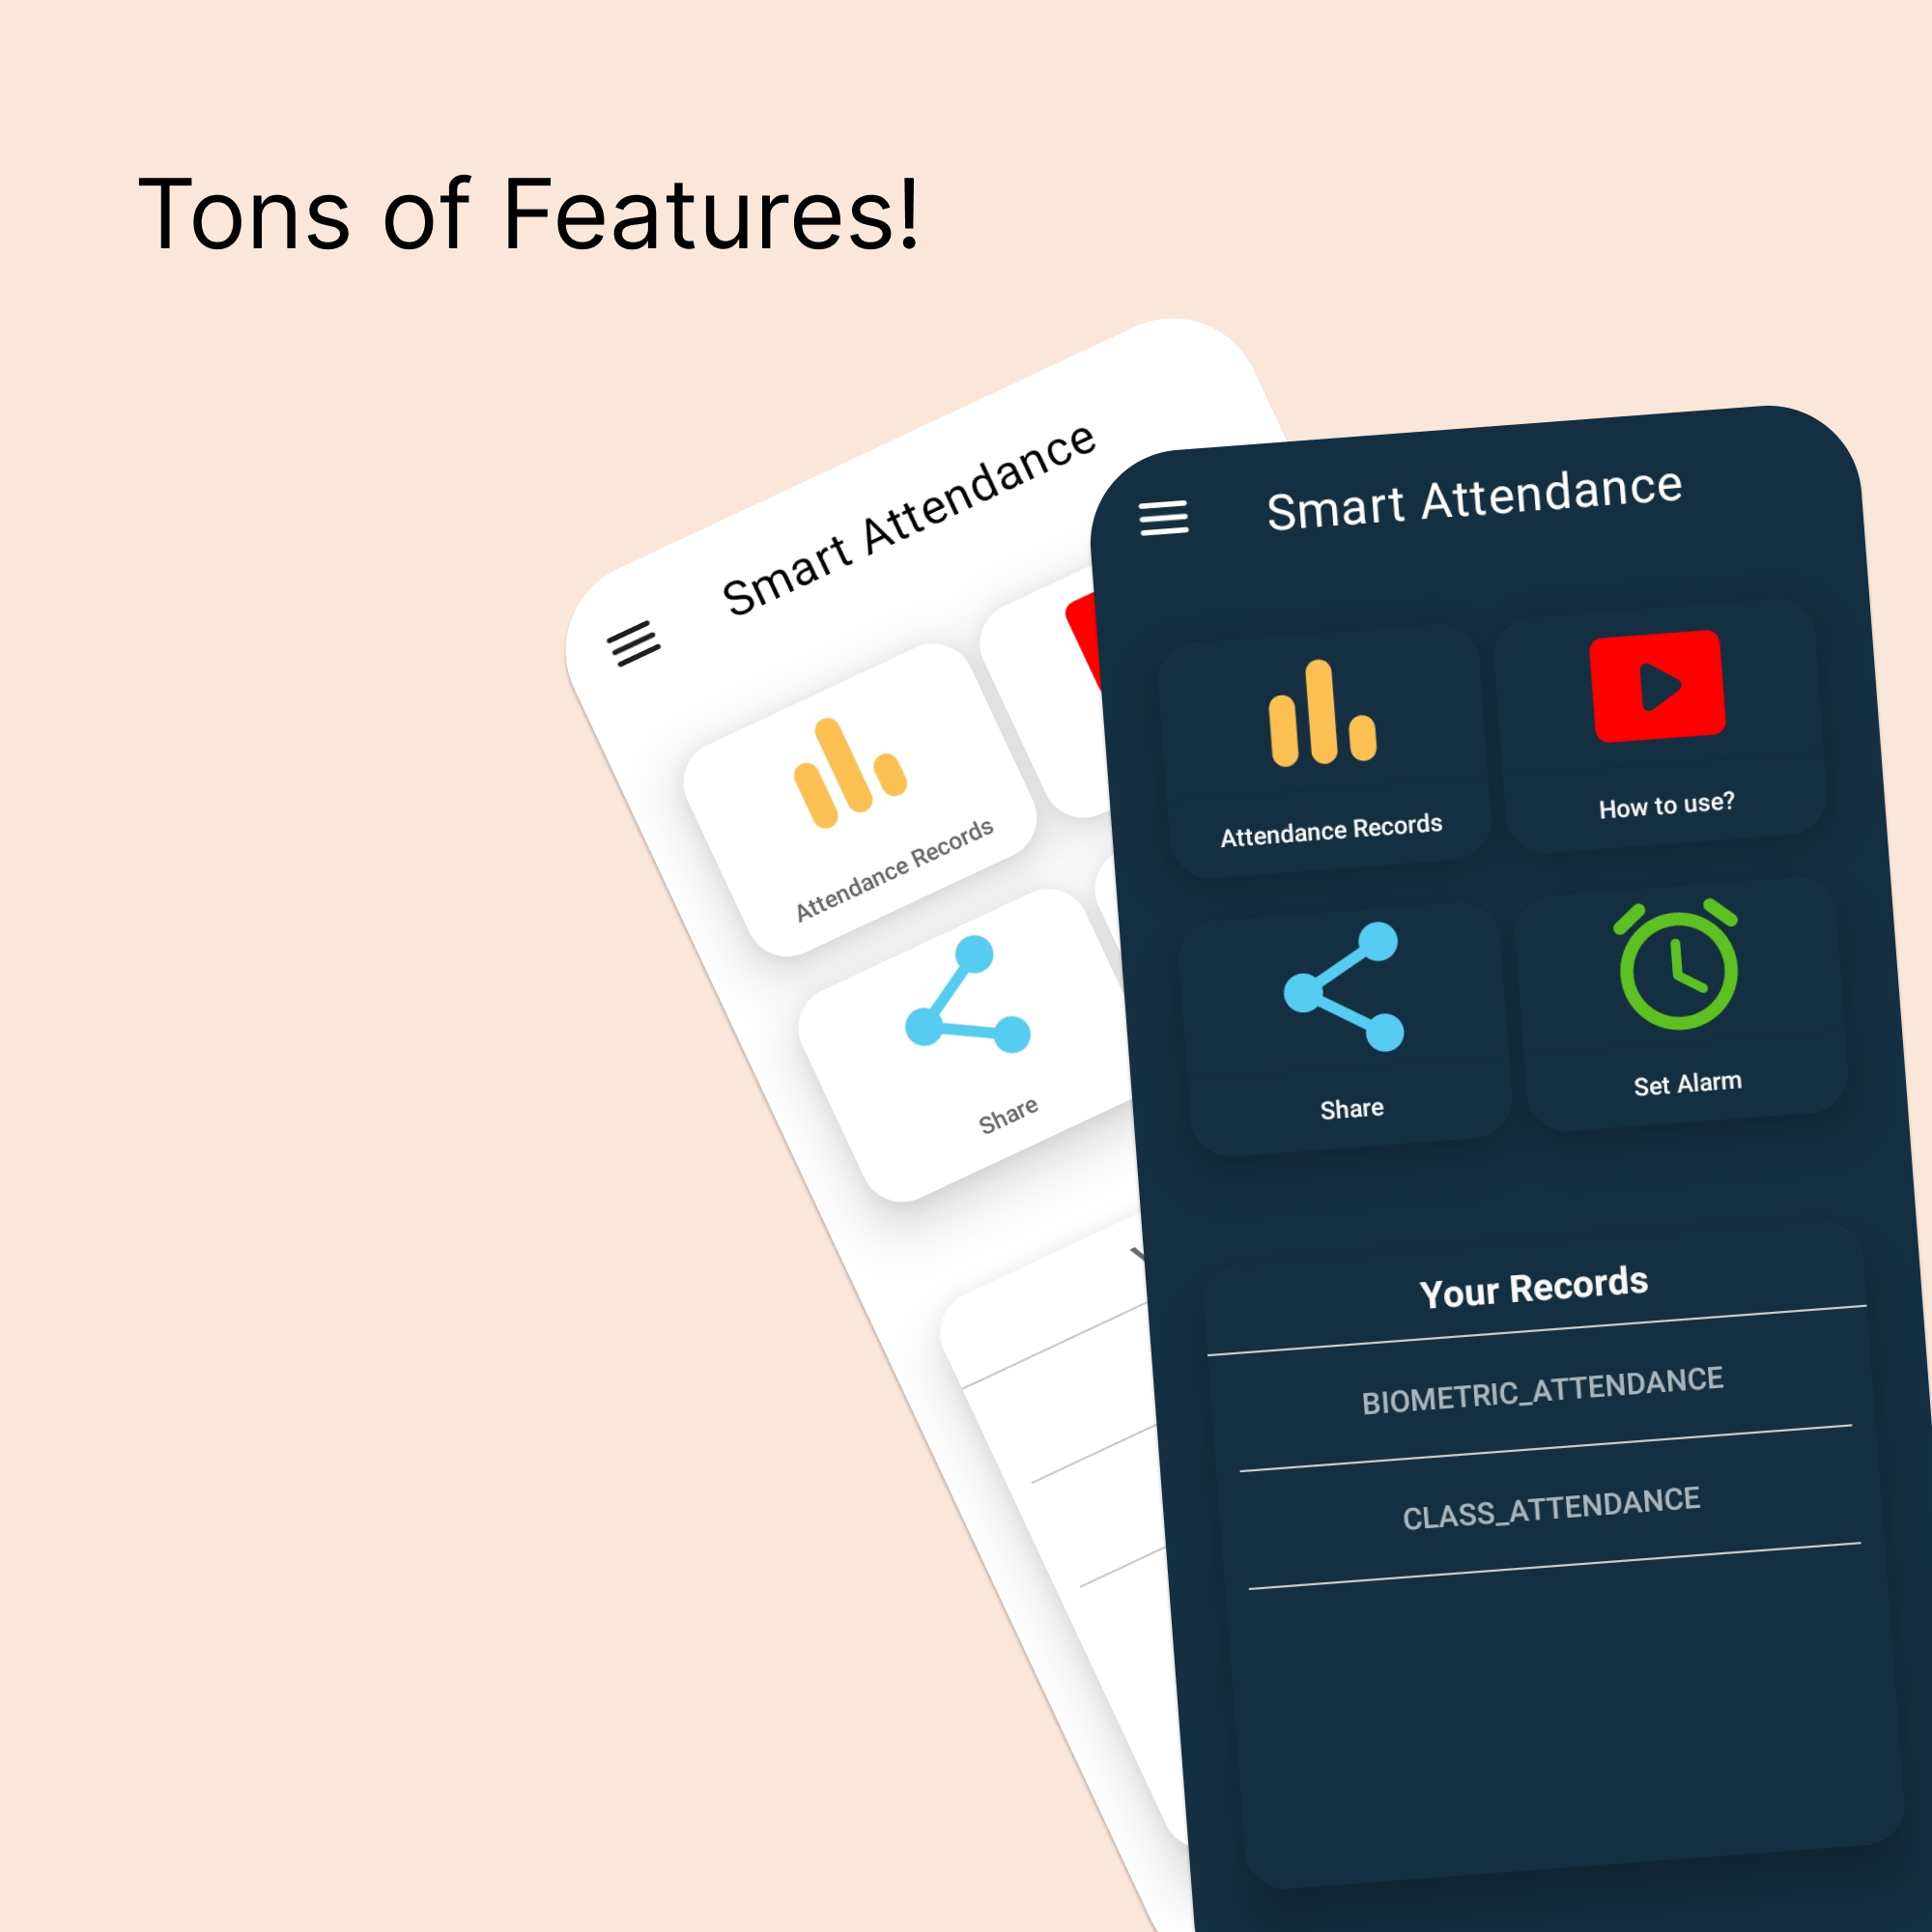 Tons of Features!
Smart Attendance
Attendance Records
Share
Smart Attendance
Attendance Records
How to use?
Share
Set Alarm
Your Records
BIOMETRIC_ATTENDANCE
CLASS_ATTENDANCE